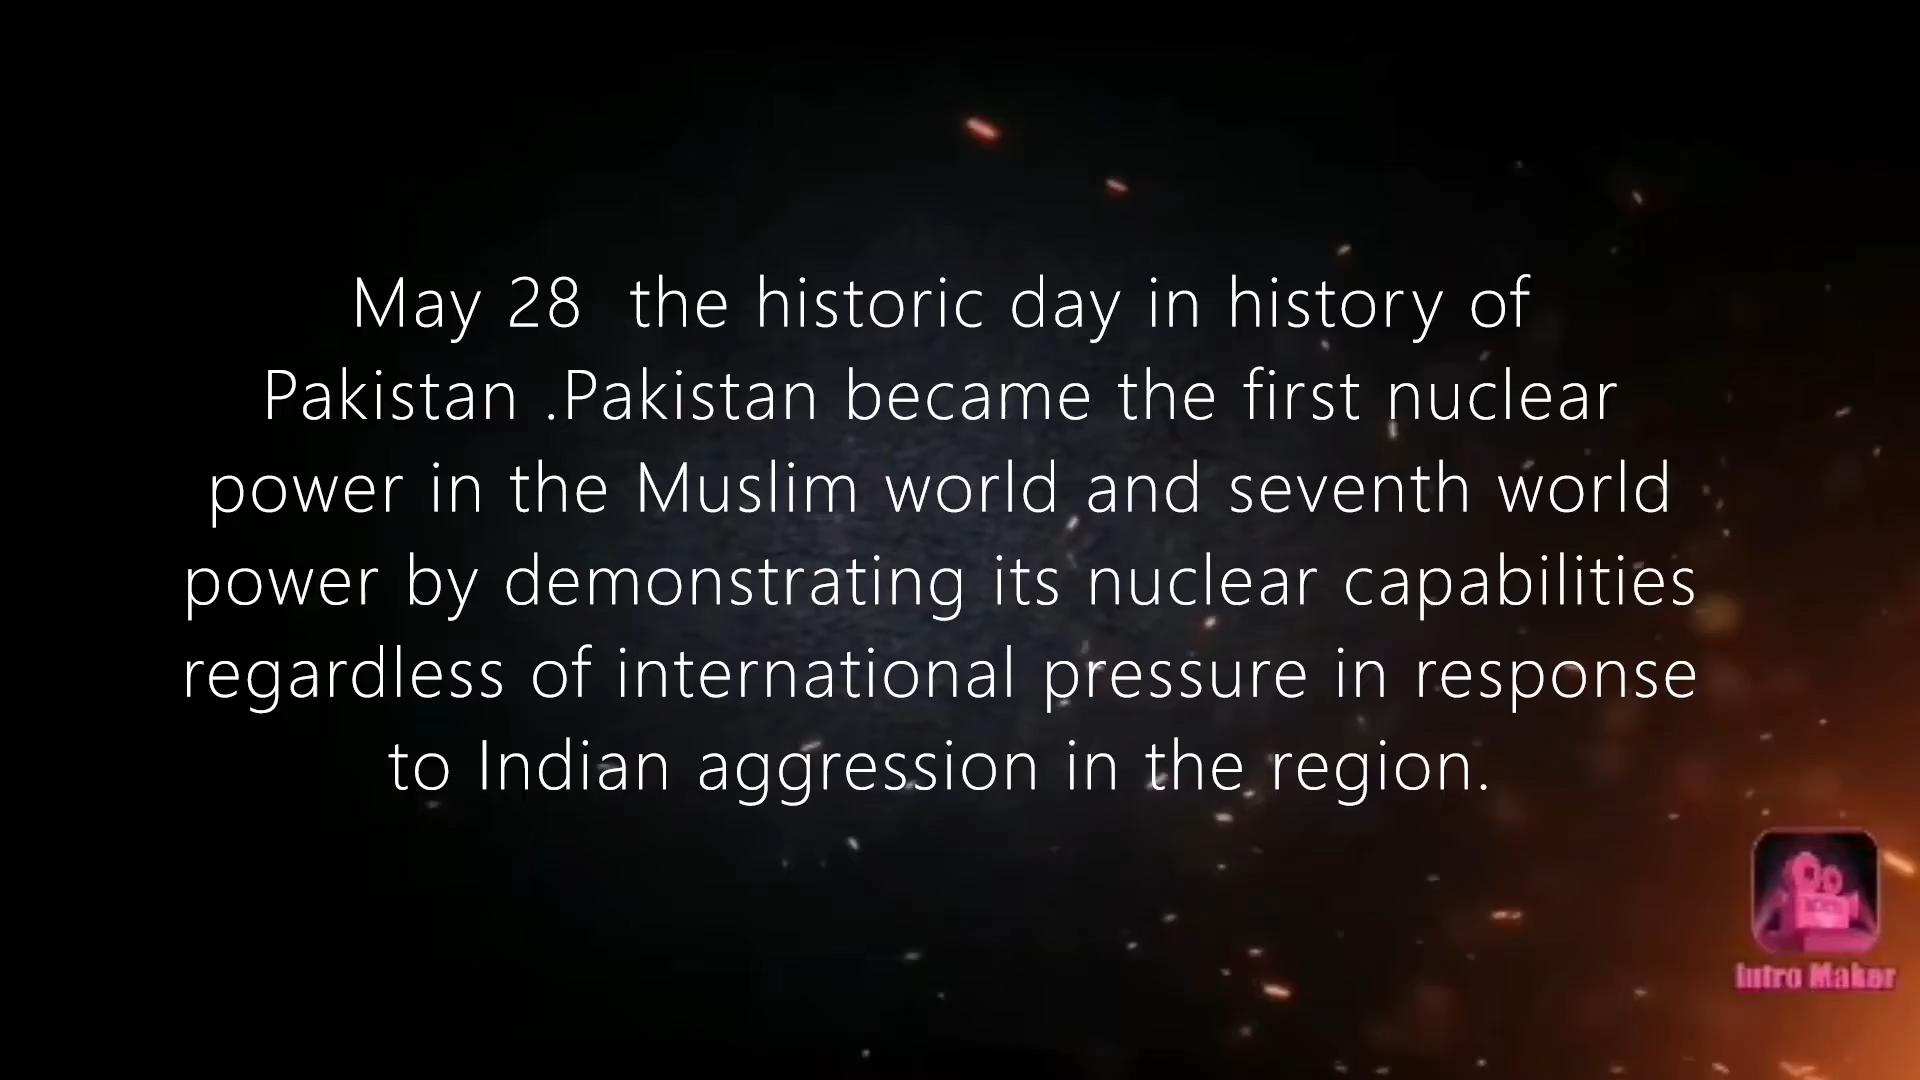 May 28  the historic day in history of
Pakistan .Pakistan became the first nuclear
power in the Muslim world and seventh world
power by demonstrating its nuclear capabilities
regardless of international pressure in response
to Indian aggression in the region.
Intro Maker